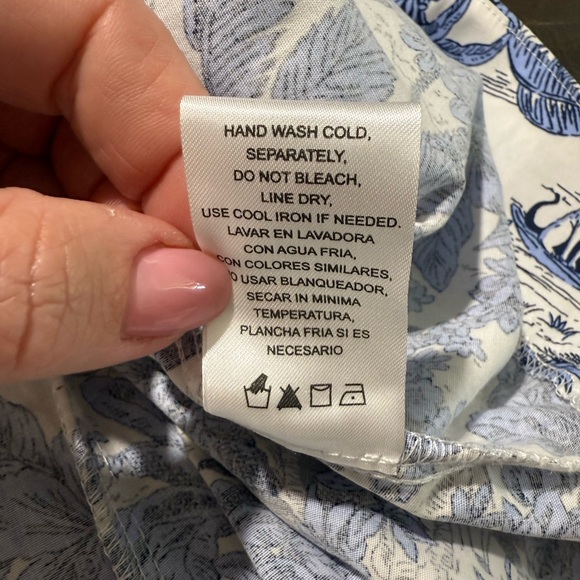 HAND WASH COLD,
SEPARATELY,
DO NOT BLEACH,
LINE DRY,
USE COOL IRON IF NEEDED.
LAVAR EN LAVADORA
CON AGUA FRIA,
CON COLORES SIMILARES,
NO USAR BLANQUEADOR,
SECAR IN MINIMA
TEMPERATURA,
PLANCHA FRIA SI ES
NECESARIO